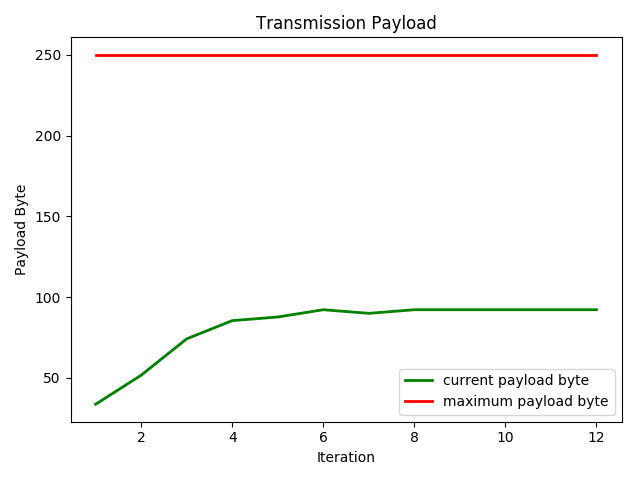 Transmission Payload
250
200
150
100
50
Payload Byte
2
4
6
8
10
12
Iteration
current payload byte
maximum payload byte